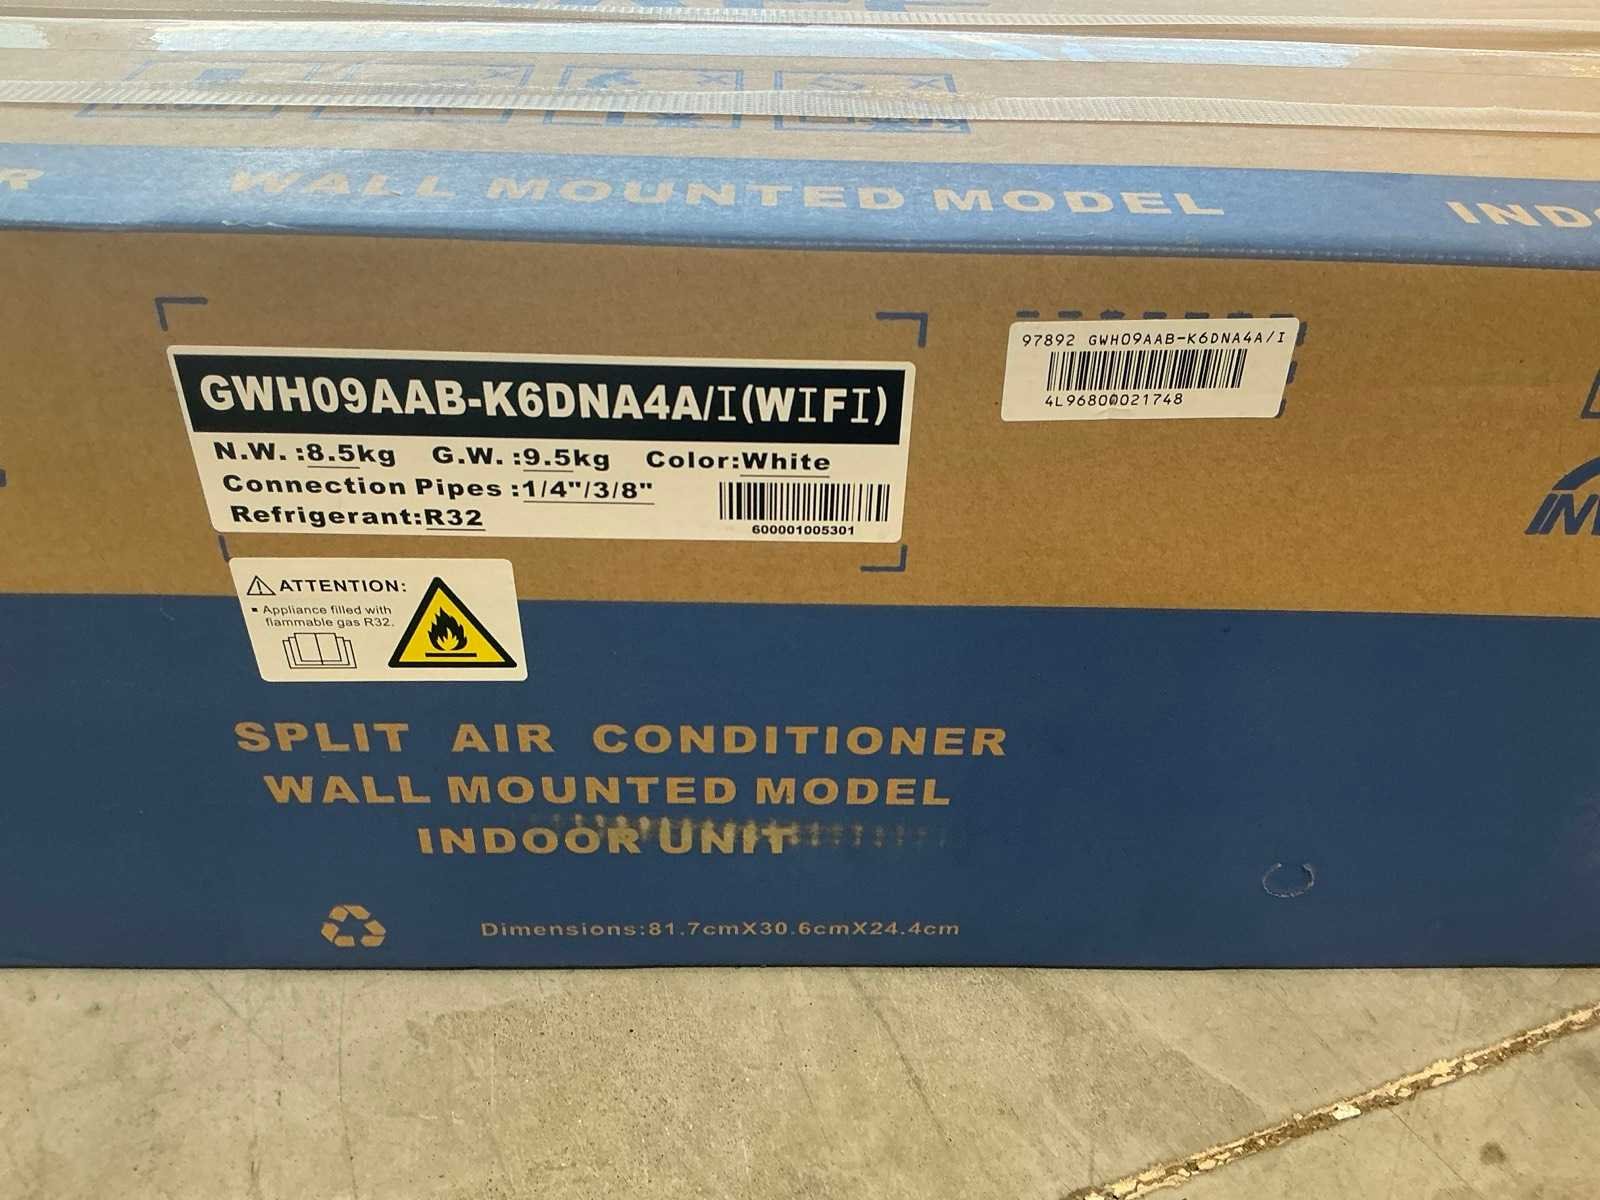 WALL MOUNTED MODEL
GWH09AAB-K6DNA4A/I(WIFI)
N.W. :8.5kg G.W. :9.5kg Color:White
Connection Pipes :1/4"/3/8"
Refrigerant:R32
600001005301
97892 GWH09AAB-K6DNA4A/I
4L96800021748
ATTENTION:
▪ Appliance filled with
flammable gas R32.
SPLIT AIR CONDITIONER
WALL MOUNTED MODEL
INDOOR UNIT
Dimensions:81.7cmX30.6cmX24.4cm